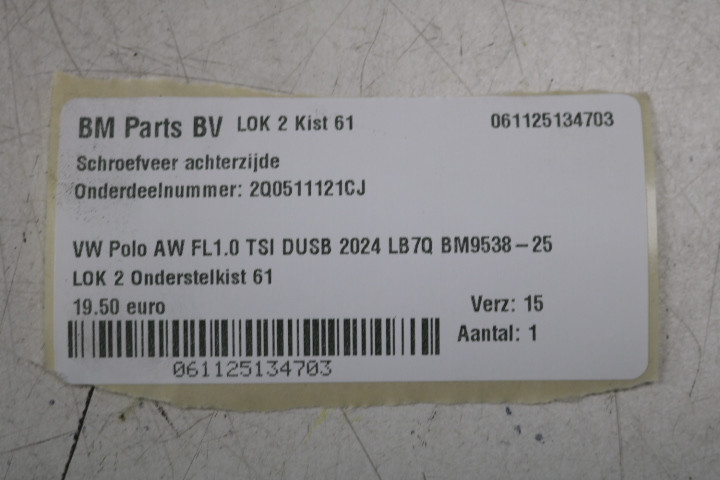 BM Parts BV LOK 2 Kist 61 061125134703
Schroefveer achterzijde
Onderdeelnummer: 2Q0511121CJ
VW Polo AW FL1.0 TSI DUSB 2024 LB7Q BM9538-25
LOK 2 Onderstelkist 61
19.50 euro Verz: 15
Aantal: 1
061125134703